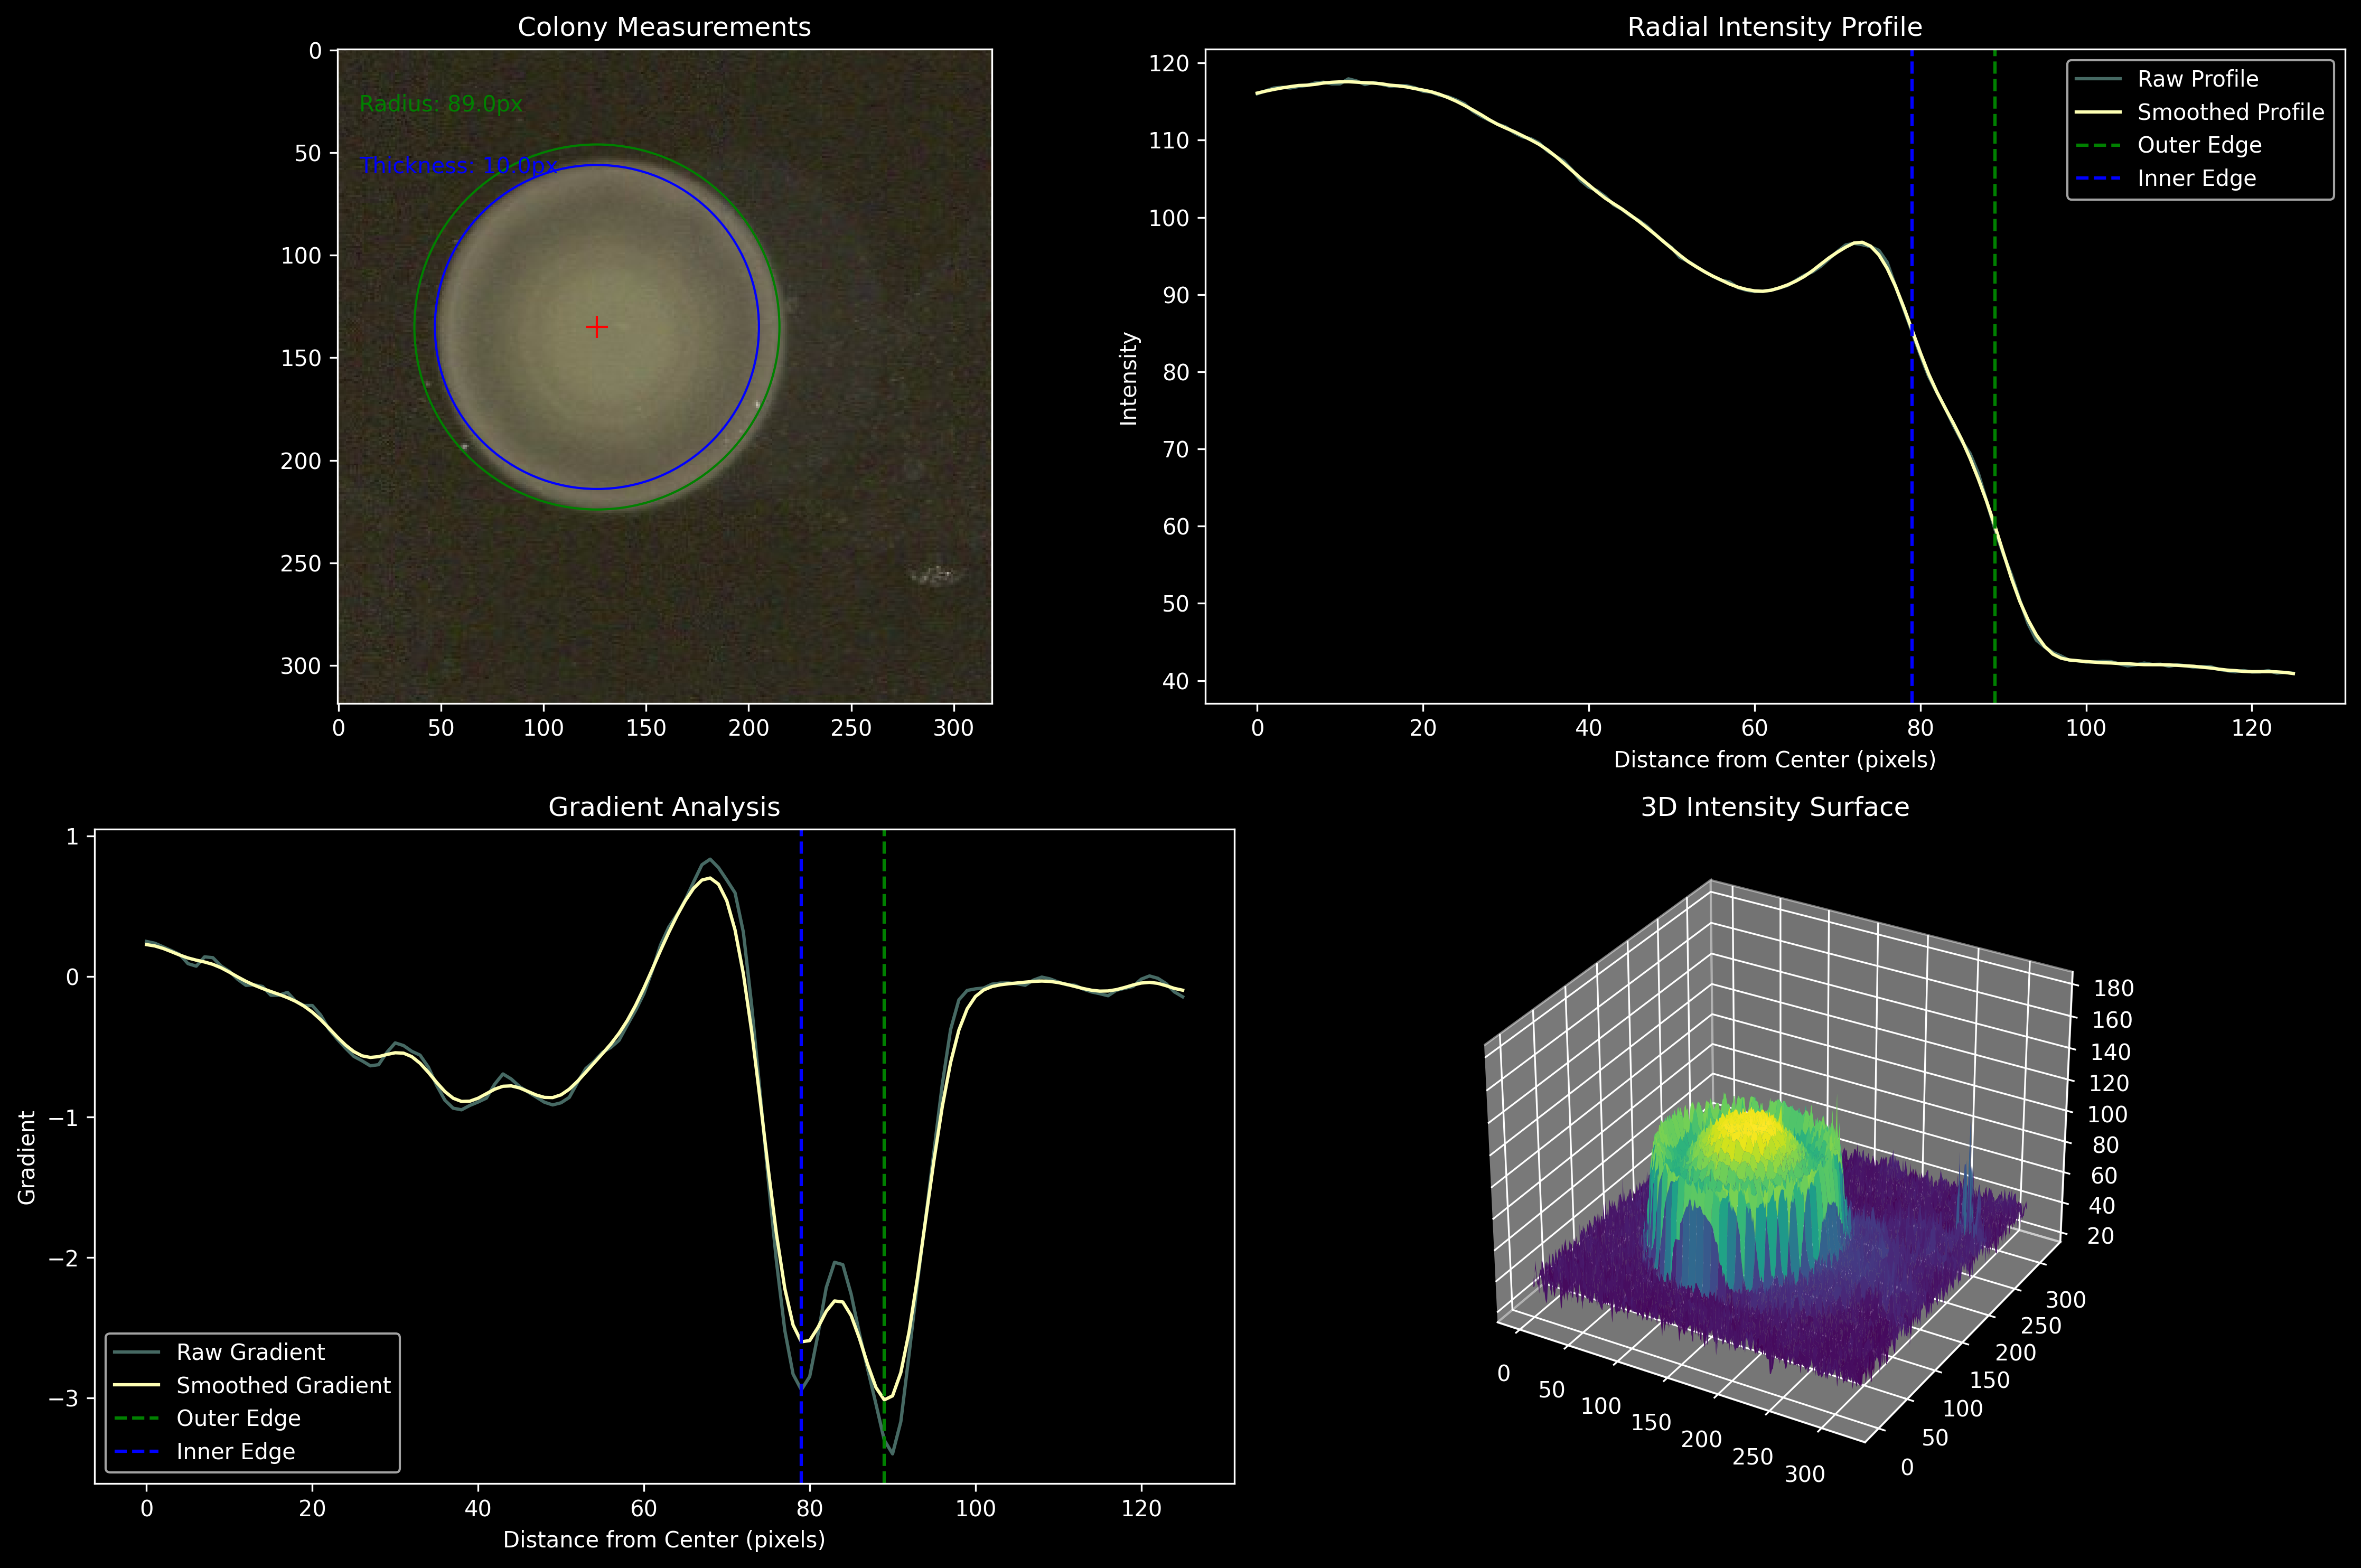 Colony Measurements
0
50
100
150
200
250
300
Radius: 89.0px
Thickness: 10.0px
0 50 100 150 200 250 300
Radial Intensity Profile
120
110
100
90
80
70
60
50
40
Intensity
Raw Profile
Smoothed Profile
Outer Edge
Inner Edge
0 20 40 60 80 100 120
Distance from Center (pixels)
Gradient Analysis
1
0
−1
−2
−3
Gradient
Raw Gradient
Smoothed Gradient
Outer Edge
Inner Edge
0 20 40 60 80 100 120
Distance from Center (pixels)
3D Intensity Surface
180
160
140
120
100
80
60
40
20
300
250
200
150
100
50
0
0 50 100 150 200 250 300